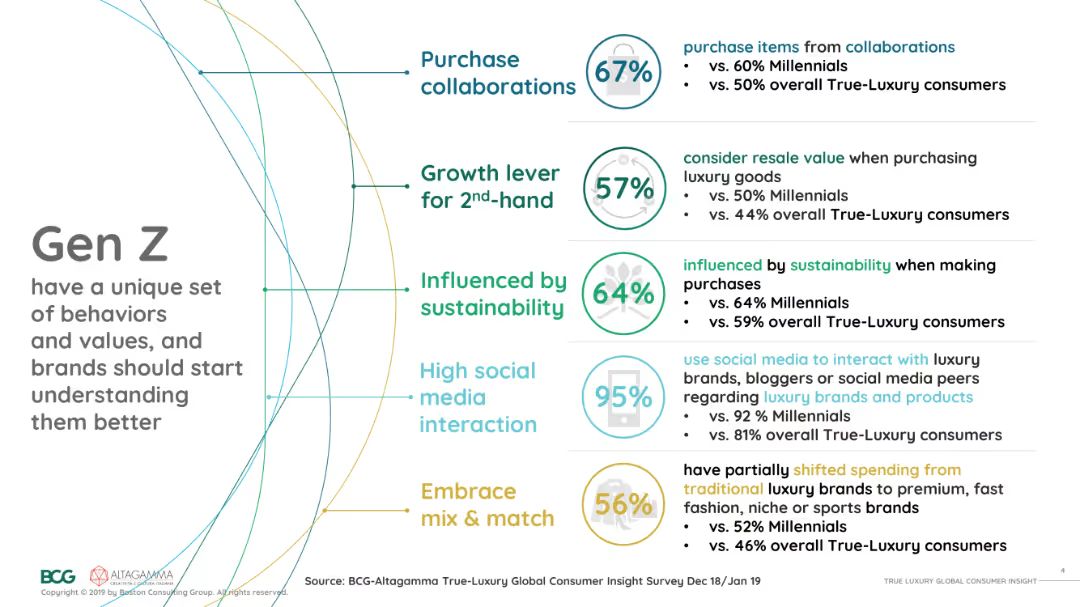 Gen Z
have a unique set
of behaviors
and values, and
brands should start
understanding
them better
Purchase
collaborations
67%
purchase items from collaborations
• vs. 60% Millennials
• vs. 50% overall True-Luxury consumers
Growth lever
for 2nd-hand
57%
consider resale value when purchasing
luxury goods
• vs. 50% Millennials
• vs. 44% overall True-Luxury consumers
Influenced by
sustainability
64%
influenced by sustainability when making
purchases
• vs. 64% Millennials
• vs. 59% overall True-Luxury consumers
High social
media
interaction
95%
use social media to interact with luxury
brands, bloggers or social media peers
regarding luxury brands and products
• vs. 92 % Millennials
• vs. 81% overall True-Luxury consumers
Embrace
mix & match
56%
have partially shifted spending from
traditional luxury brands to premium, fast
fashion, niche or sports brands
• vs. 52% Millennials
• vs. 46% overall True-Luxury consumers
BCG
ALTAGAMMA
CREATIVITÀ E CULTURA ITALIANA
Copyright © 2019 by Boston Consulting Group. All rights reserved.
Source: BCG-Altagamma True-Luxury Global Consumer Insight Survey Dec 18/Jan 19
TRUE LUXURY GLOBAL CONSUMER INSIGHT
4